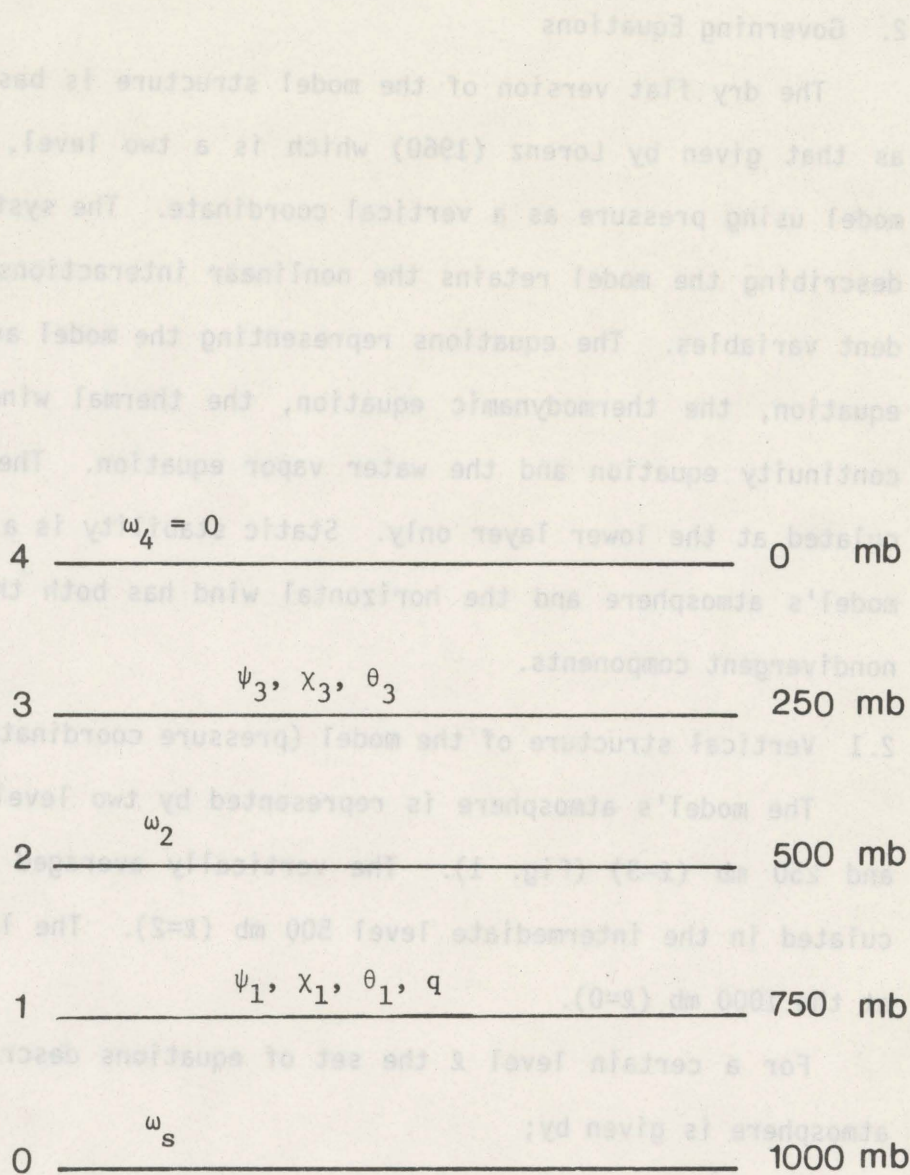 2. Governing Equations
The dry flat version of the model structure is bas
as that given by Lorenz (1960) which is a two level,
model using pressure as a vertical coordinate. The sys
describing the model retains the nonlinear interactions
dent variables. The equations representing the model a
equation, the thermodynamic equation, the thermal win
continuity equation and the water vapor equation. The
culated at the lower layer only. Static stability is a
model's atmosphere and the horizontal wind has both th
nondivergent components.
2.1 Vertical structure of the model (pressure coordinat
The model's atmosphere is represented by two level
and 250 mb (ℓ=3) (fig. 1). The vertically averaged
culated in the intermediate level 500 mb (ℓ=2). The l
1000 mb (ℓ=0).
For a certain level ℓ the set of equations descr
atmosphere is given by;
ω₄ = 0
4 0 mb
ψ₃, χ₃, θ₃
3 250 mb
ω₂
2 500 mb
ψ₁, χ₁, θ₁, q
1 750 mb
ωₛ
0 1000 mb